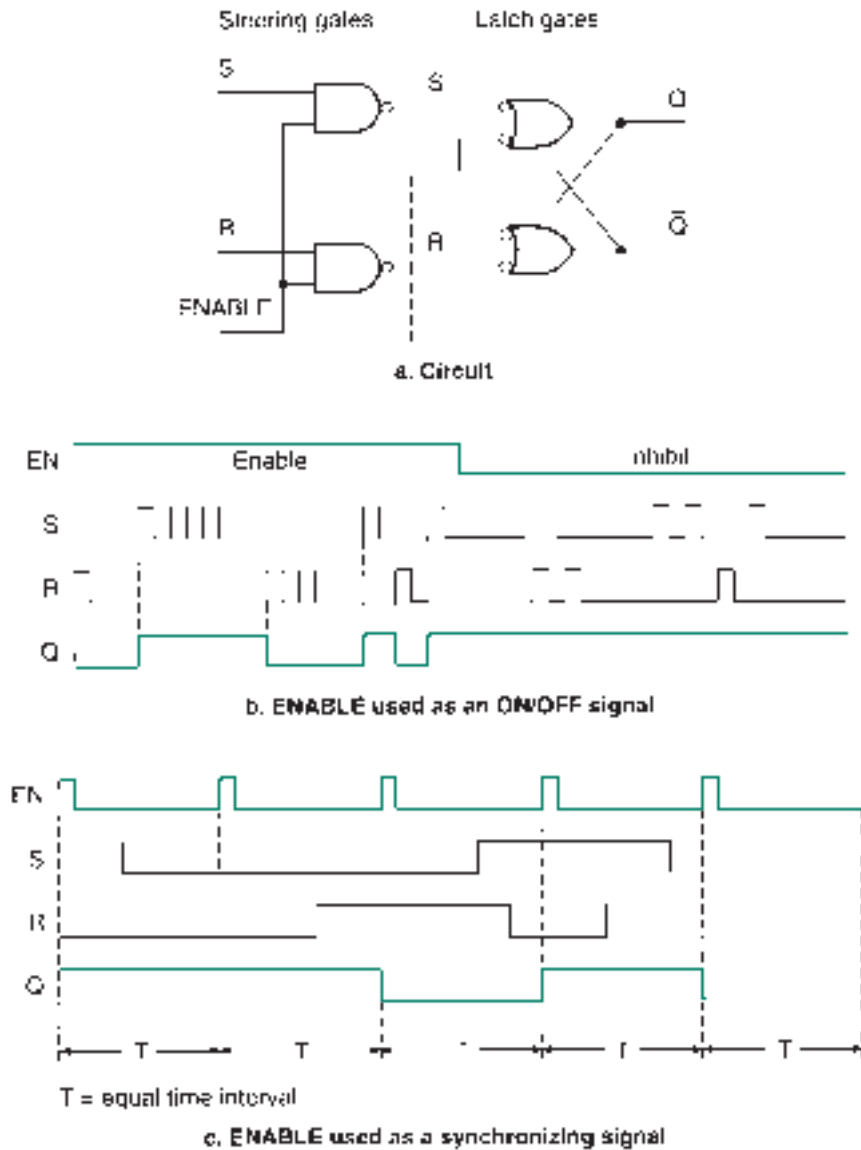 Steering gates Latch gates
S S Q
R R Q̅
ENABLE
a. Circuit
EN Enable nhibit
S
R
Q
b. ENABLE used as an ON/OFF signal
EN
S
R
Q
T T T T
T = equal time interval
c. ENABLE used as a synchronizing signal